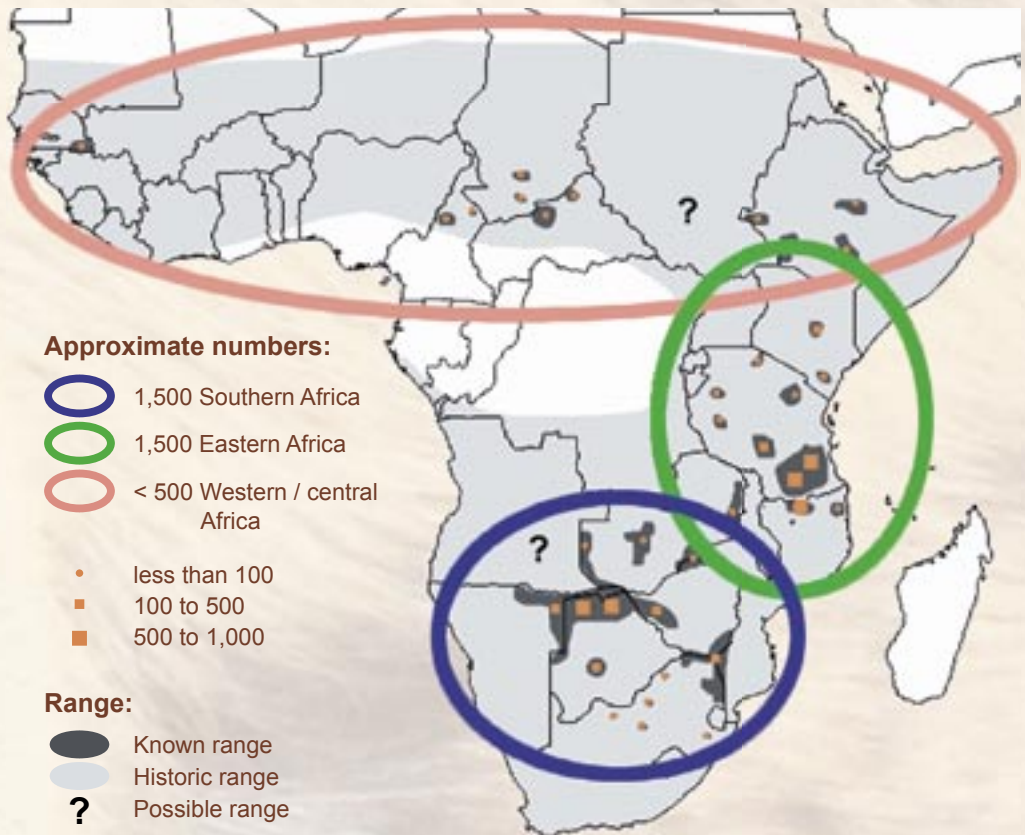 ?
?
Approximate numbers:
1,500 Southern Africa
1,500 Eastern Africa
< 500 Western / central
Africa
less than 100
100 to 500
500 to 1,000
Range:
Known range
Historic range
? Possible range